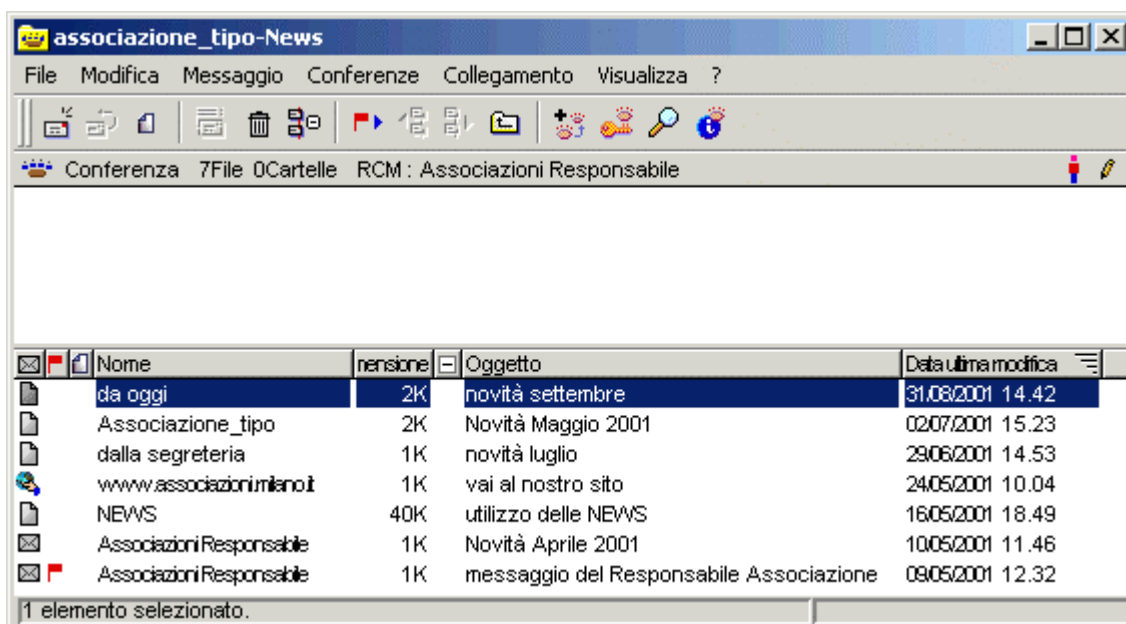 associazione_tipo-News
File Modifica Messaggio Conferenze Collegamento Visualizza ?
Conferenza 7File 0Cartelle RCM : Associazioni Responsabile
Nome nensione Oggetto Data ultima modifica
da oggi 2K novità settembre 31/08/2001 14.42
Associazione_tipo 2K Novità Maggio 2001 02/07/2001 15.23
dalla segreteria 1K novità luglio 29/06/2001 14.53
www.associazioni.milano.it 1K vai al nostro sito 24/05/2001 10.04
NEWS 40K utilizzo delle NEWS 16/05/2001 18.49
Associazioni Responsabile 1K Novità Aprile 2001 10/05/2001 11.46
Associazioni Responsabile 1K messaggio del Responsabile Associazione 09/05/2001 12.32
1 elemento selezionato.